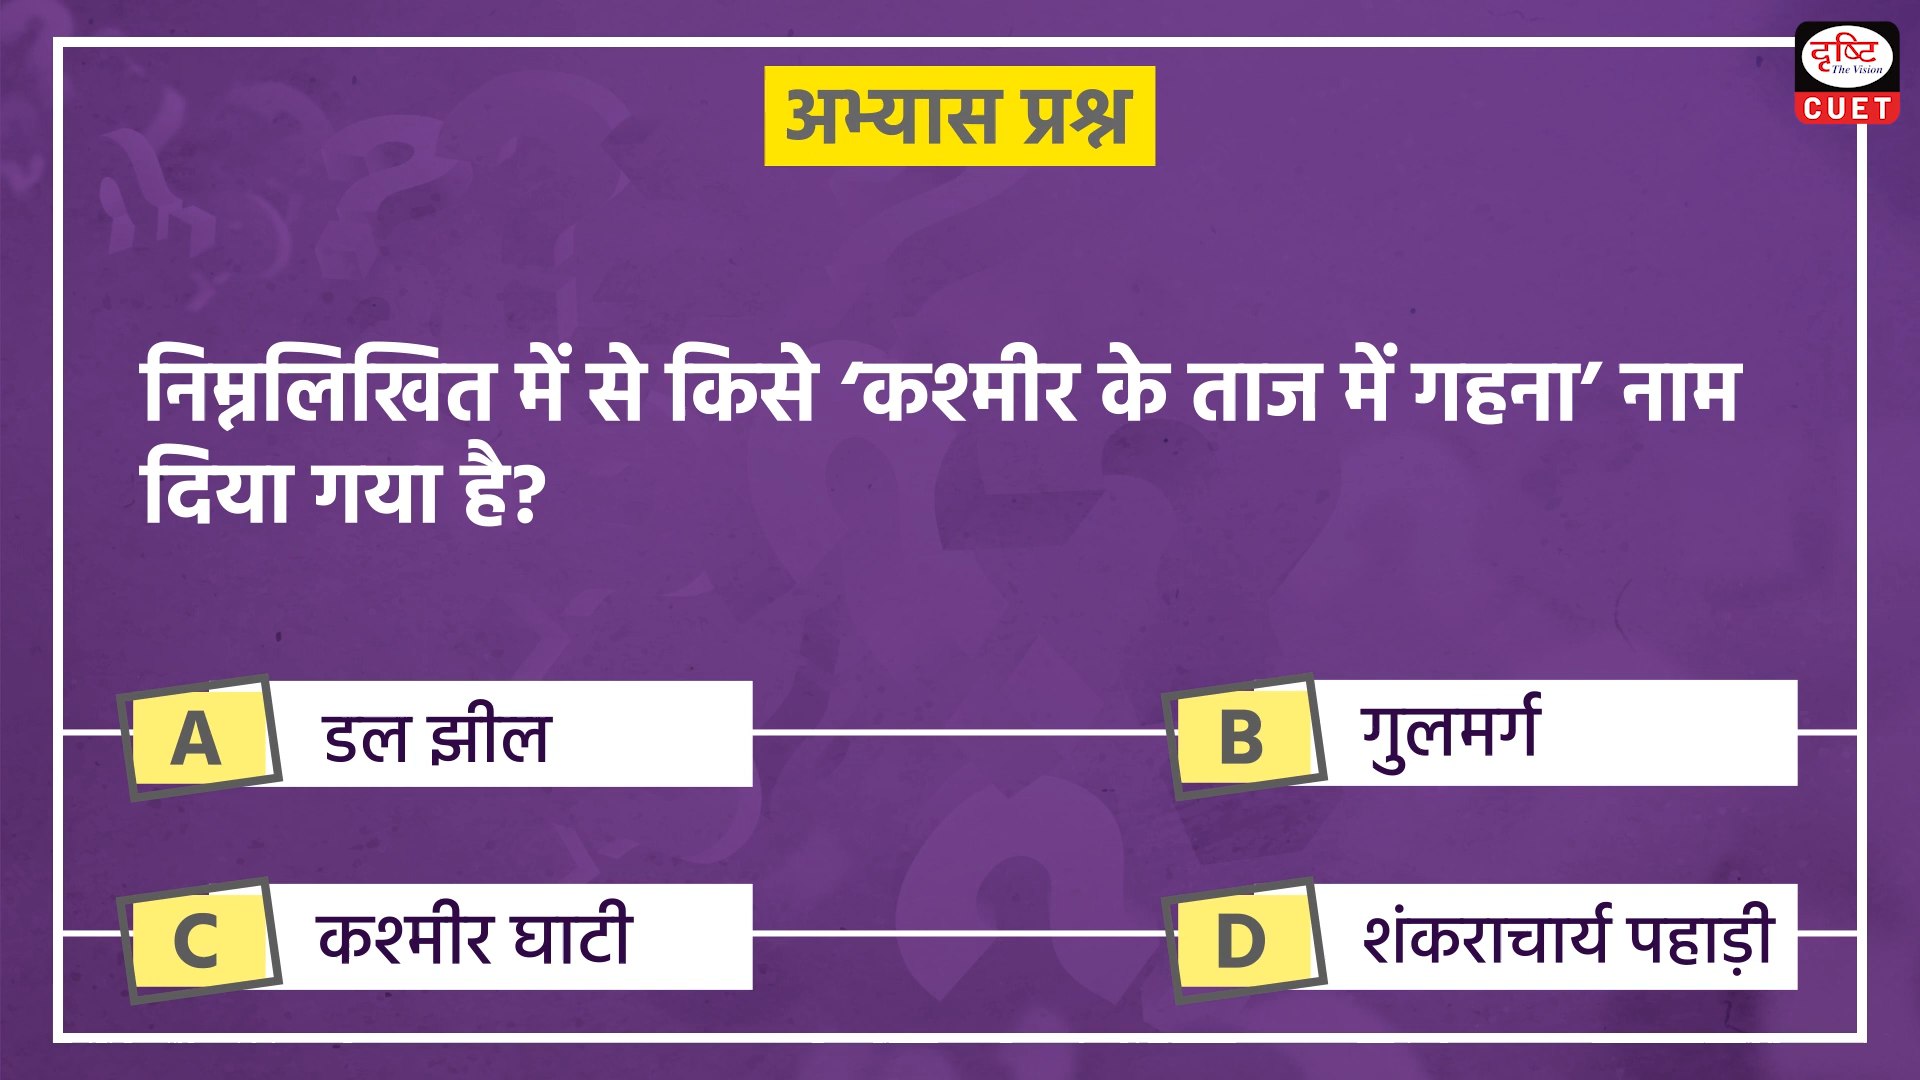 दृष्टि
The Vision
CUET
अभ्यास प्रश्न
निम्नलिखित में से किसे ‘कश्मीर के ताज में गहना’ नाम
दिया गया है?
A डल झील
B गुलमर्ग
C कश्मीर घाटी
D शंकराचार्य पहाड़ी